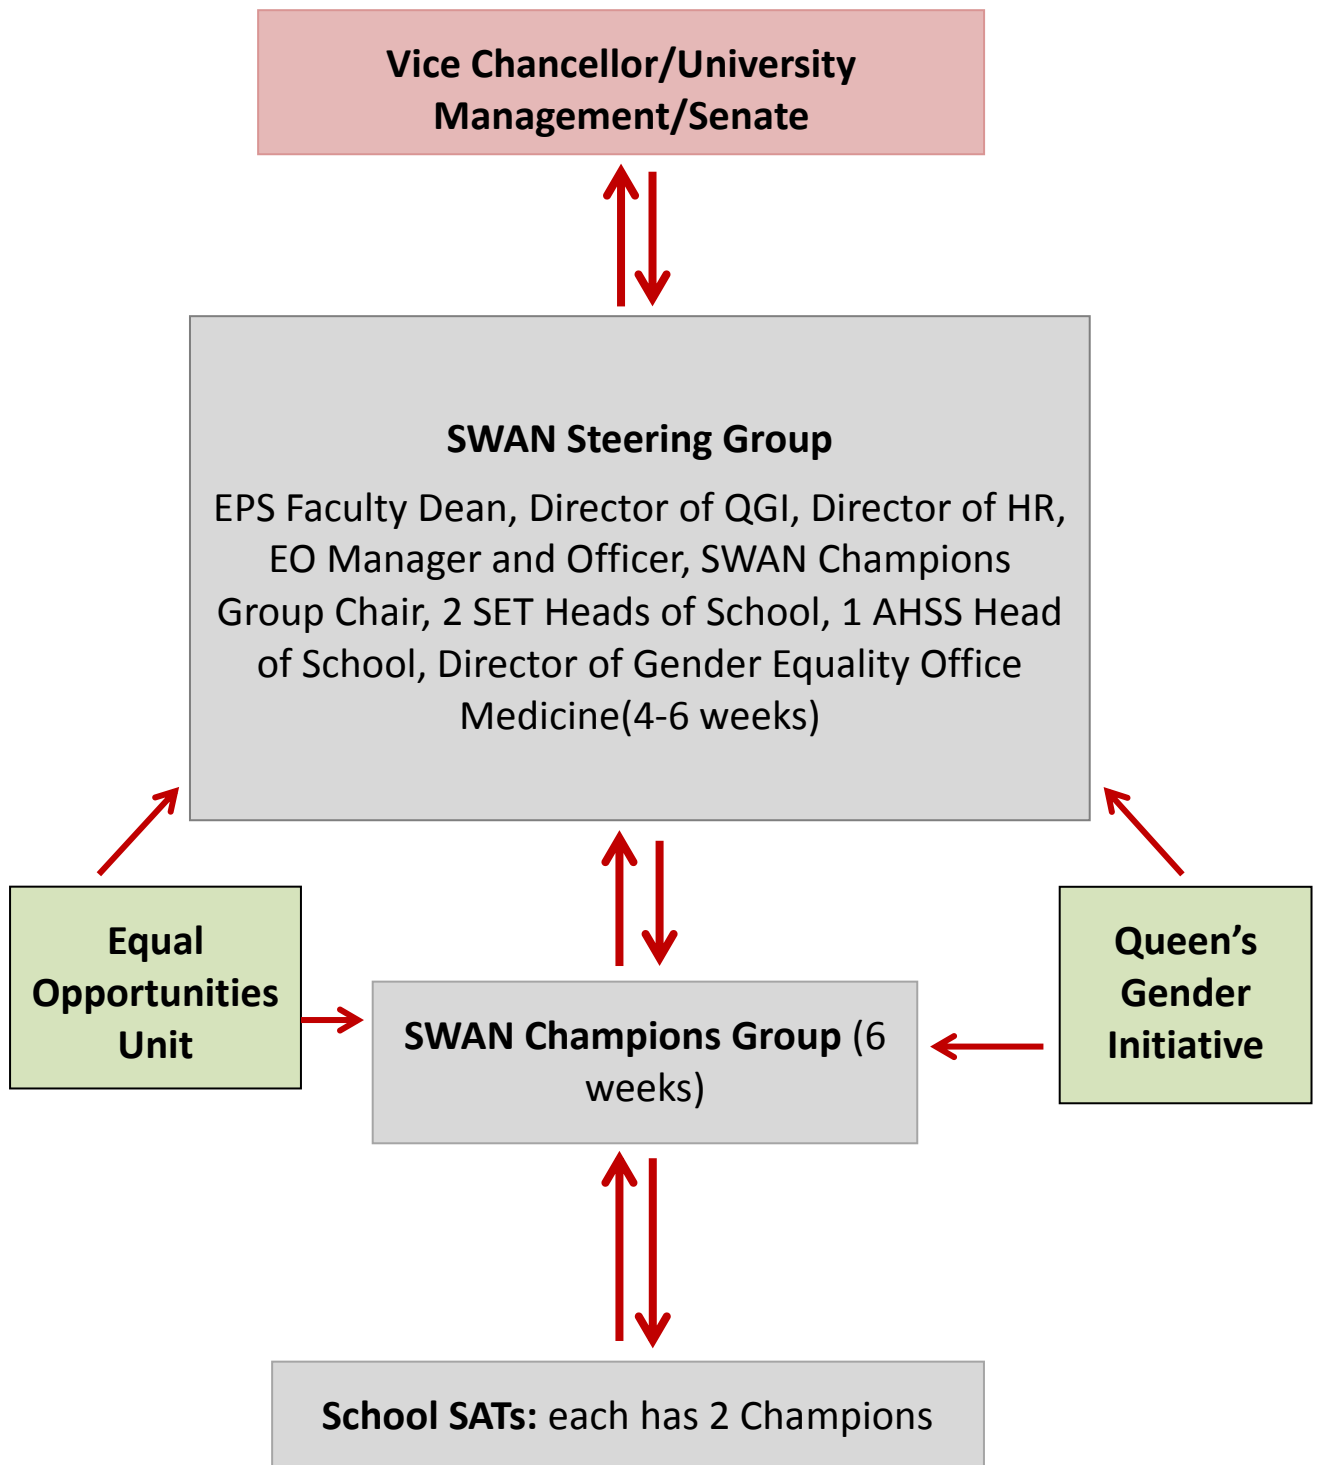 Vice Chancellor/University
Management/Senate
SWAN Steering Group
EPS Faculty Dean, Director of QGI, Director of HR,
EO Manager and Officer, SWAN Champions
Group Chair, 2 SET Heads of School, 1 AHSS Head
of School, Director of Gender Equality Office
Medicine(4-6 weeks)
Equal
Opportunities
Unit
Queen’s
Gender
Initiative
SWAN Champions Group (6
weeks)
School SATs: each has 2 Champions